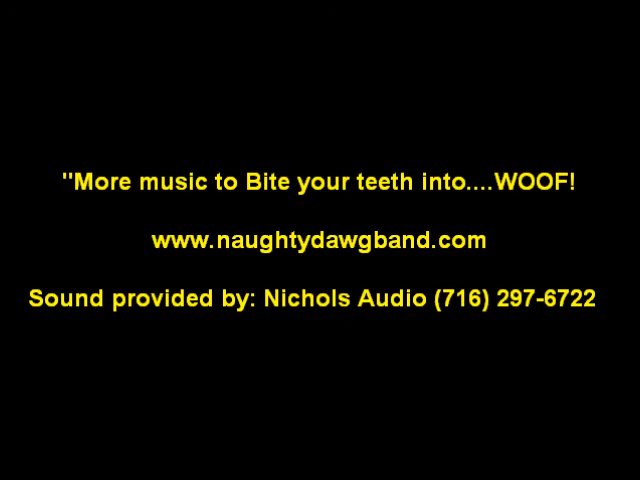 "More music to Bite your teeth into....WOOF!
www.naughtydawgband.com
Sound provided by: Nichols Audio (716) 297-6722